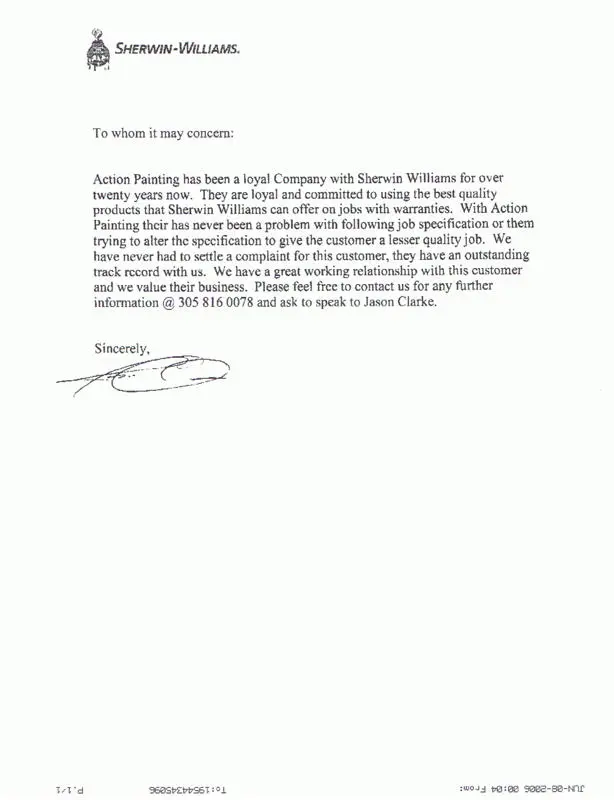 SHERWIN-WILLIAMS.
To whom it may concern:
Action Painting has been a loyal Company with Sherwin Williams for over
twenty years now. They are loyal and committed to using the best quality
products that Sherwin Williams can offer on jobs with warranties. With Action
Painting their has never been a problem with following job specification or them
trying to alter the specification to give the customer a lesser quality job. We
have never had to settle a complaint for this customer, they have an outstanding
track record with us. We have a great working relationship with this customer
and we value their business. Please feel free to contact us for any further
information @ 305 816 0078 and ask to speak to Jason Clarke.
Sincerely,
JUN-08-2006 00:04 From: To:19544345096 P.1/1